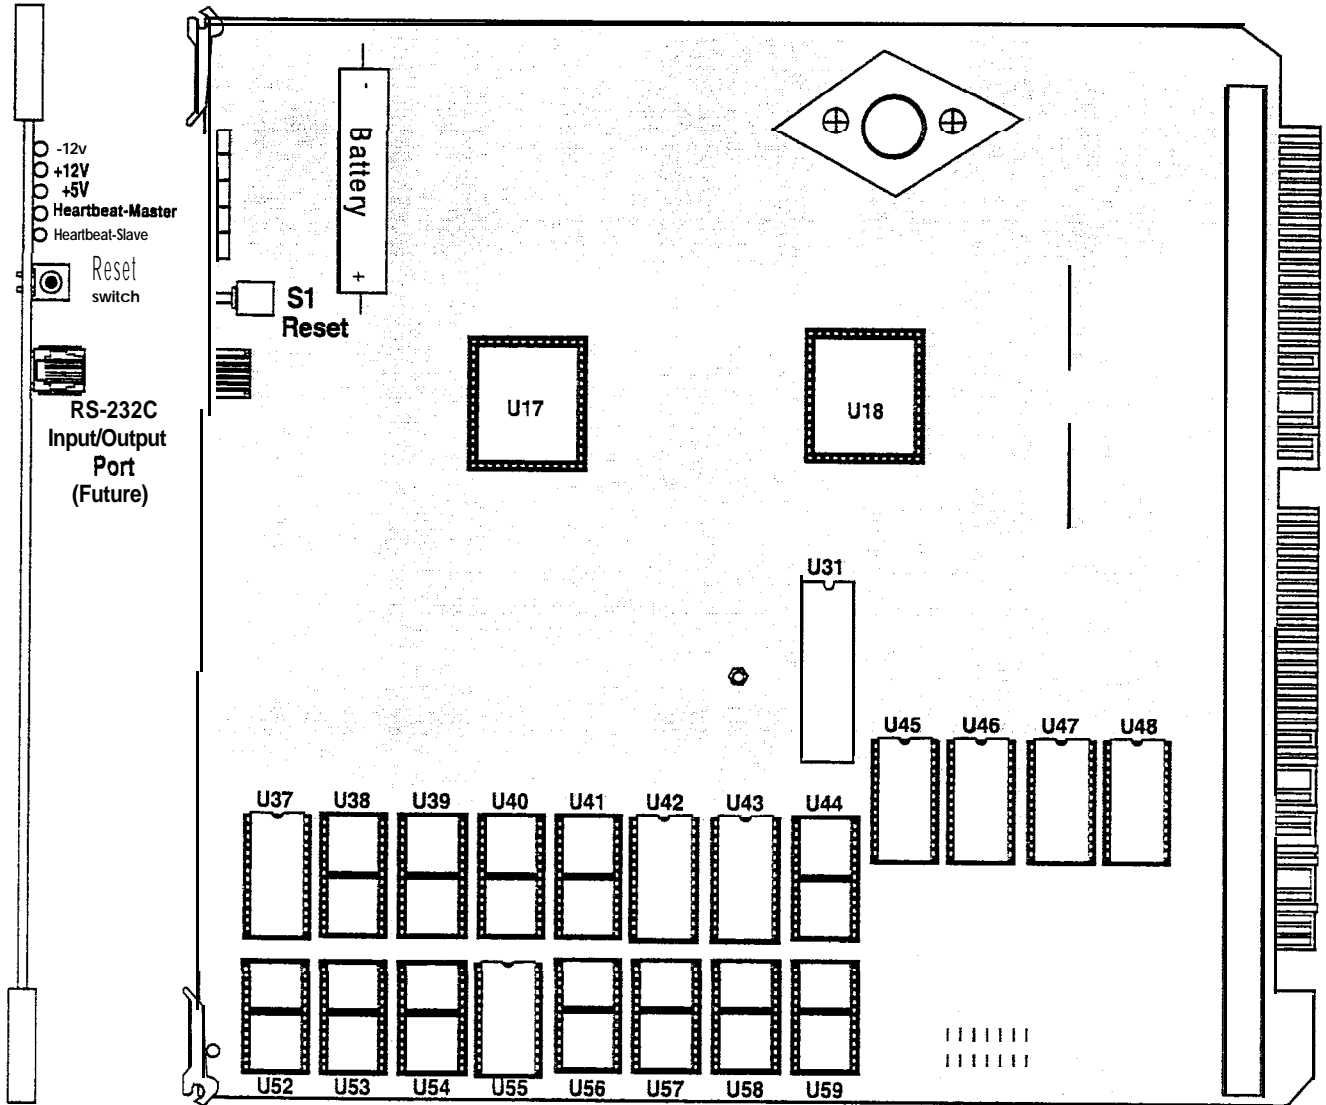 -12v
+12V
+5V
Heartbeat-Master
Heartbeat-Slave
Reset
switch
RS-232C
Input/Output
Port
(Future)
-
Battery
+
S1
Reset
U17
U18
U31
U45 U46 U47 U48
U37 U38 U39 U40 U41 U42 U43 U44
U52 U53 U54 U55 U56 U57 U58 U59